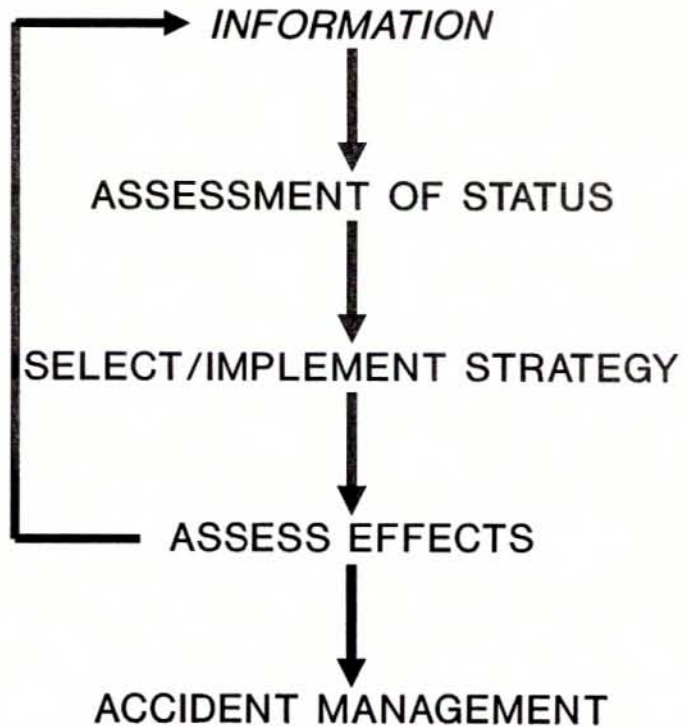 INFORMATION
ASSESSMENT OF STATUS
SELECT/IMPLEMENT STRATEGY
ASSESS EFFECTS
ACCIDENT MANAGEMENT